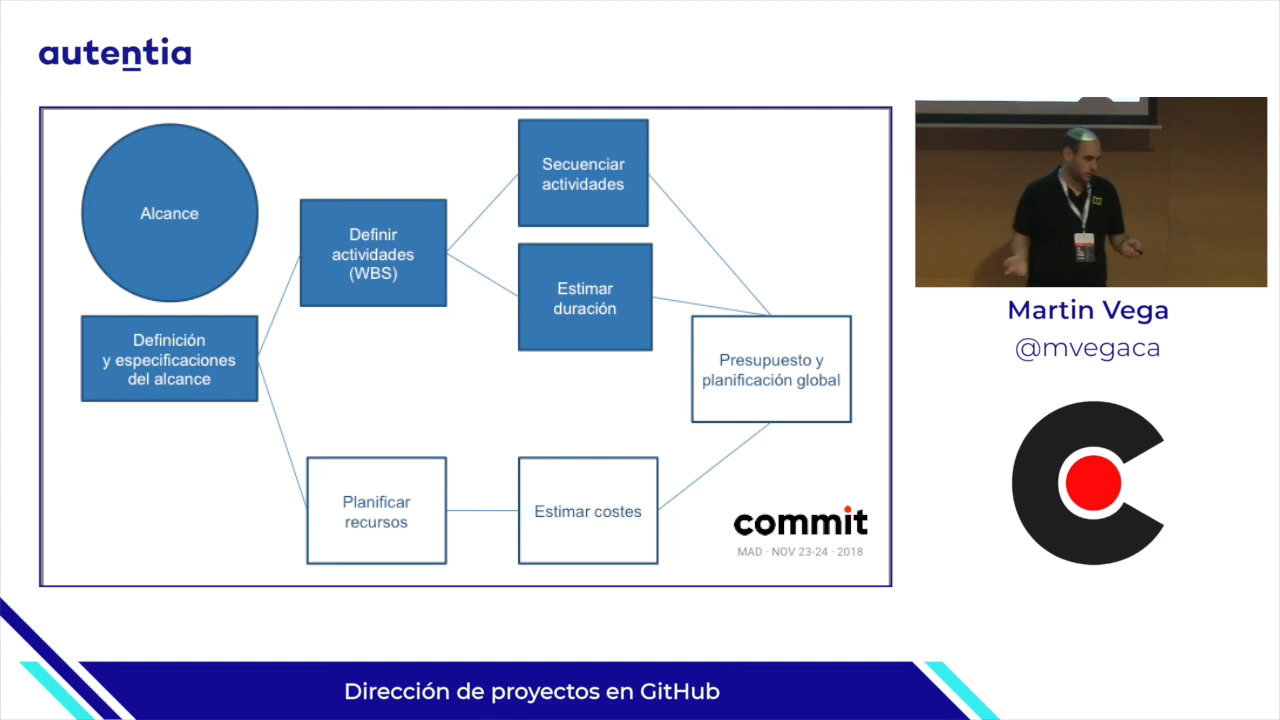 autentia
Alcance
Definición
y especificaciones
del alcance
Definir
actividades
(WBS)
Secuenciar
actividades
Estimar
duración
Presupuesto y
planificación global
Planificar
recursos
Estimar costes
commit
MAD · NOV 23-24 · 2018
Martin Vega
@mvegaca
Dirección de proyectos en GitHub